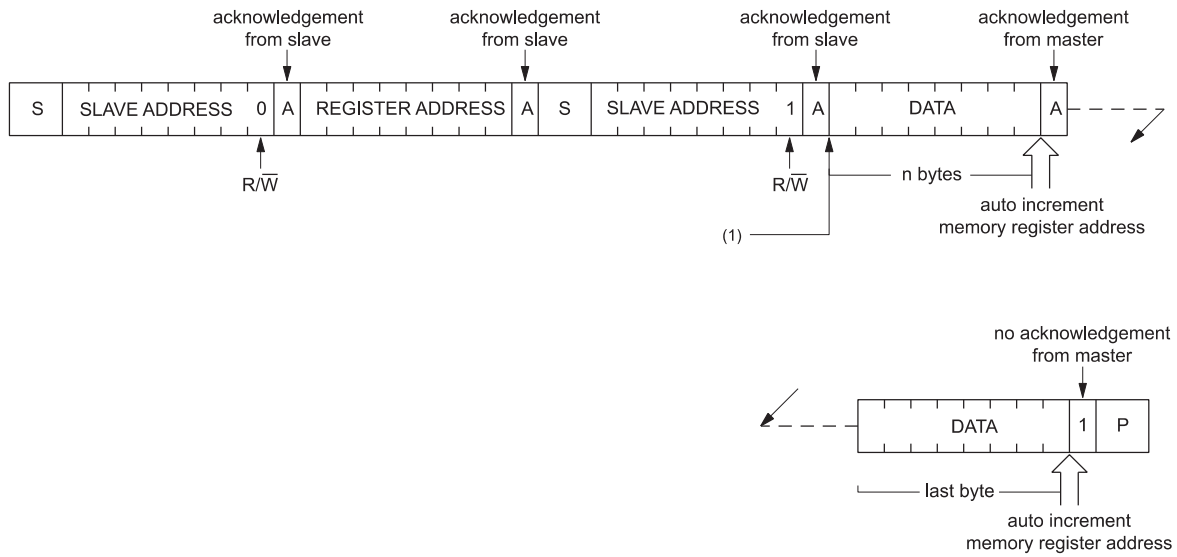 acknowledgement
from slave
acknowledgement
from slave
acknowledgement
from slave
acknowledgement
from master
S SLAVE ADDRESS 0 A REGISTER ADDRESS A S SLAVE ADDRESS 1 A DATA A
R/W̅
R/W̅
n bytes
auto increment
memory register address
(1)
no acknowledgement
from master
DATA 1 P
last byte
auto increment
memory register address